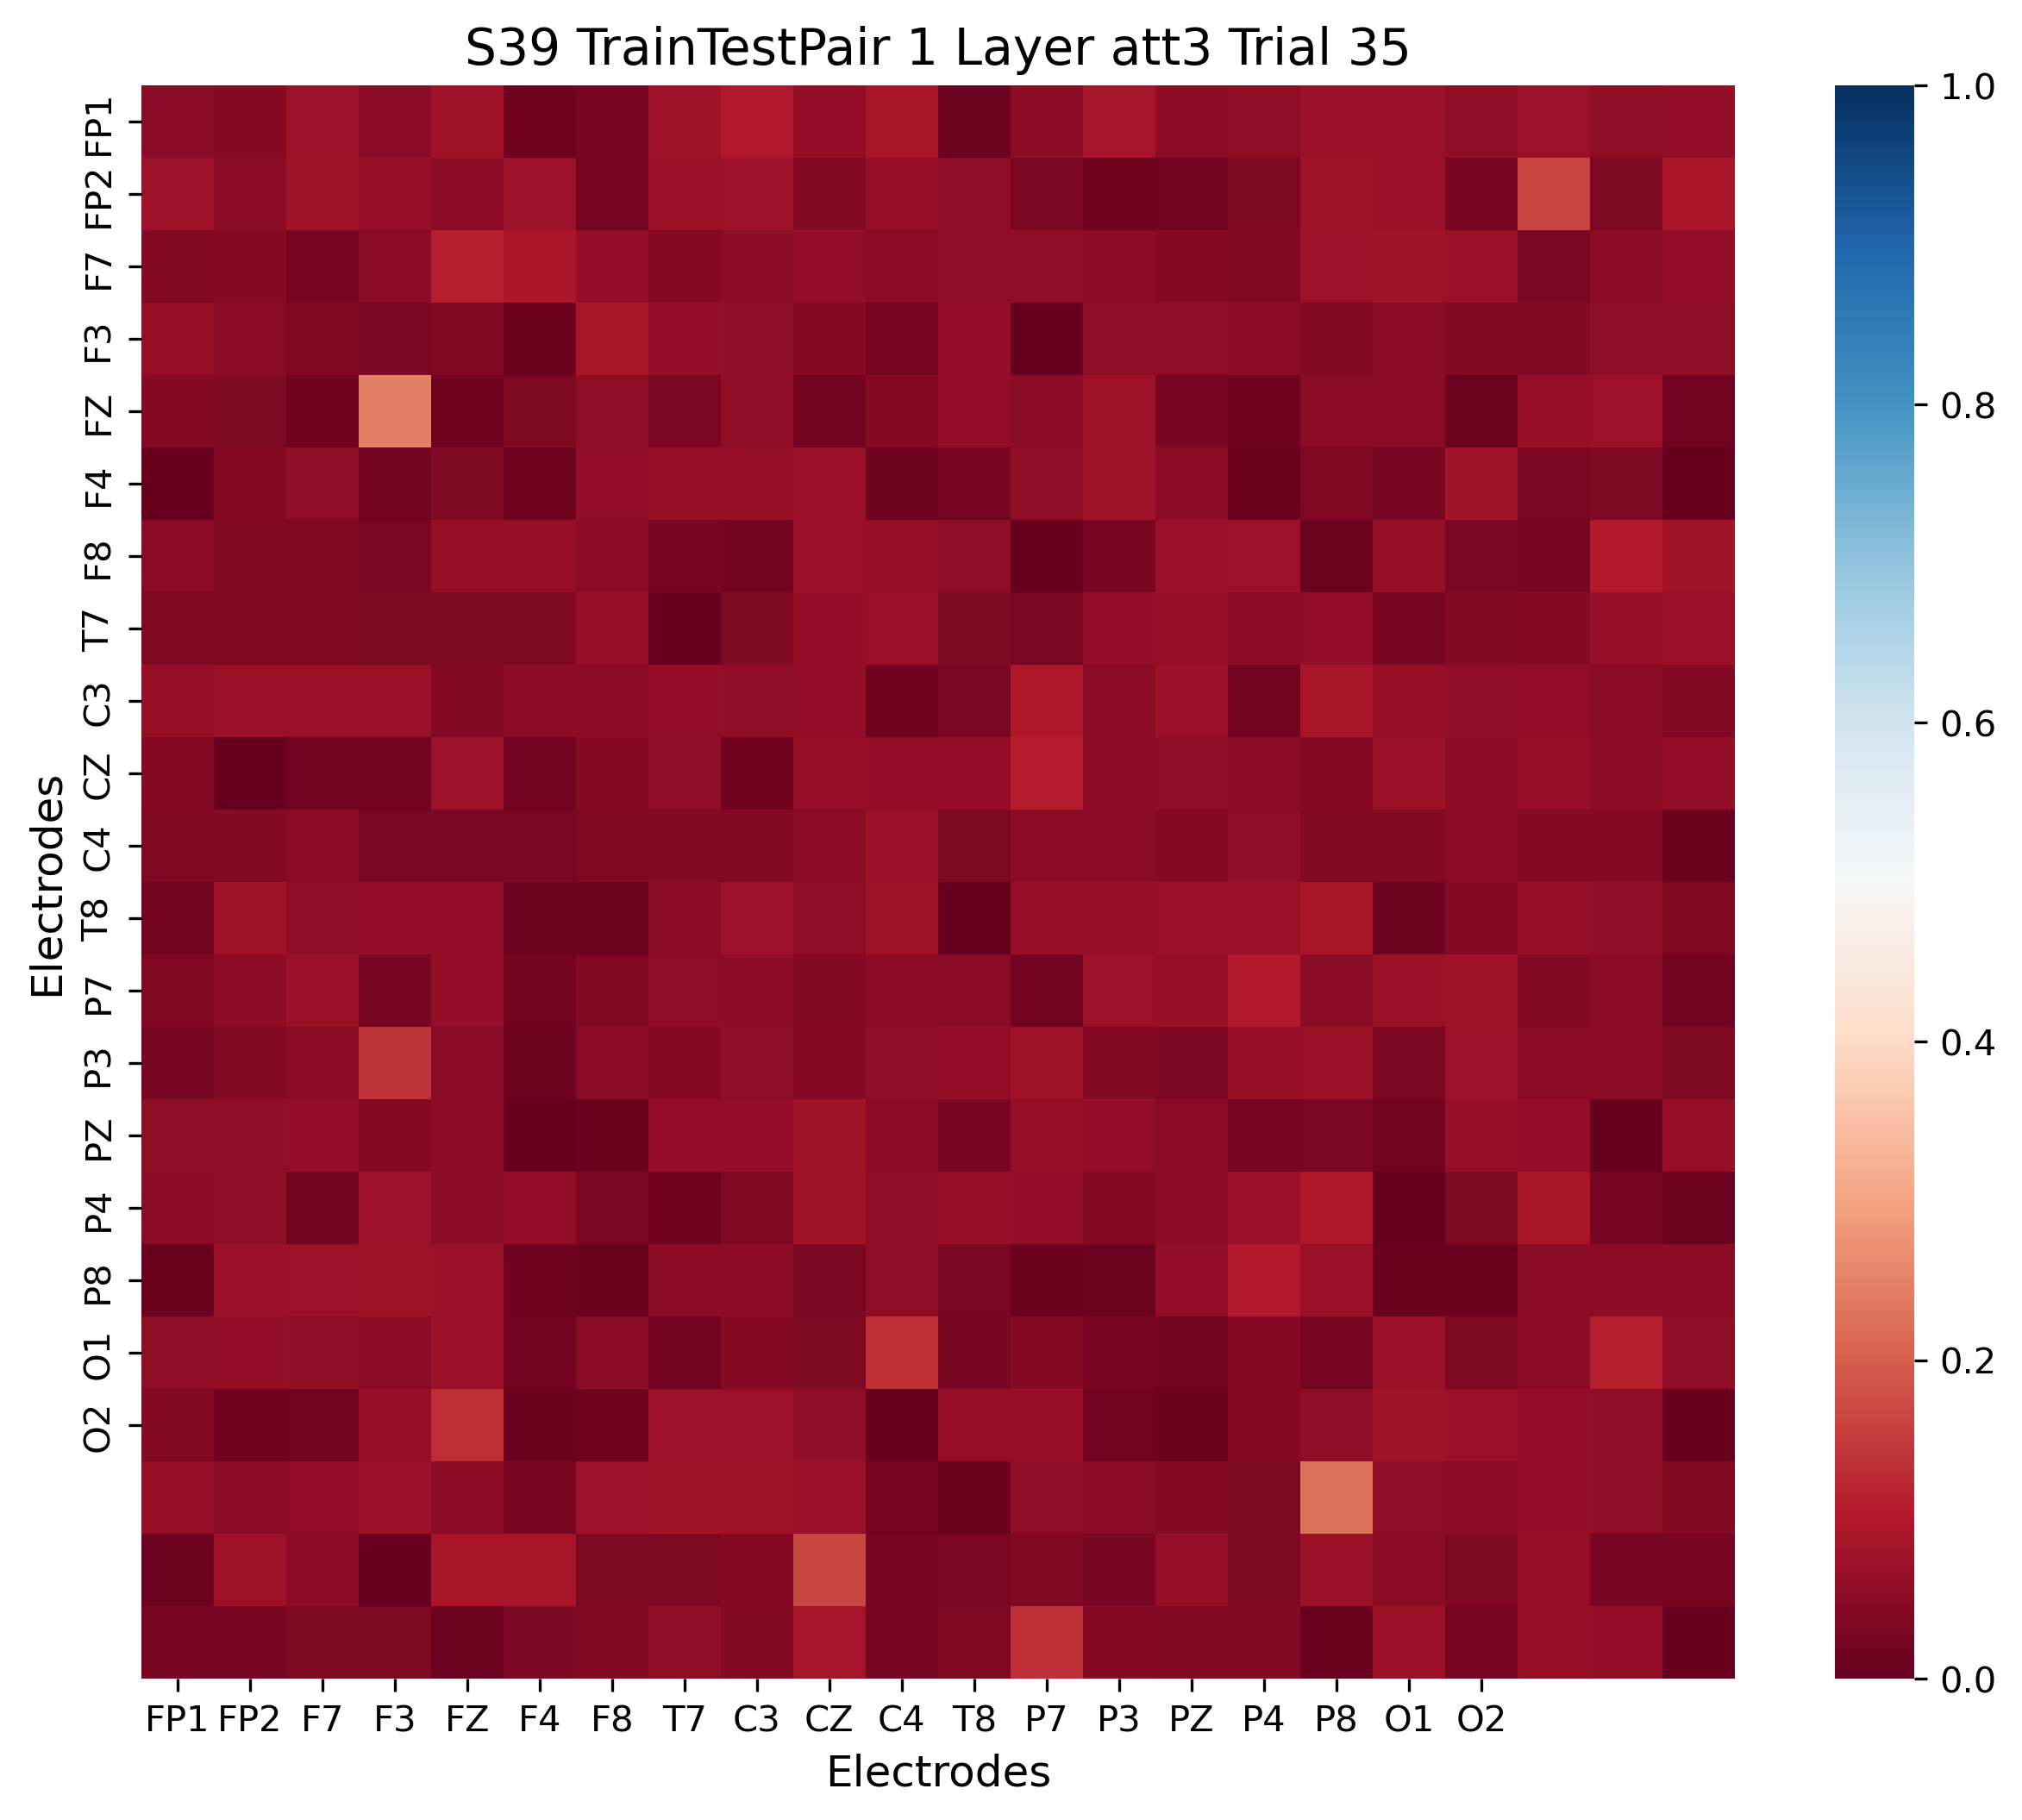 S39 TrainTestPair 1 Layer att3 Trial 35
Electrodes
FP1
FP2
F7
F3
FZ
F4
F8
T7
C3
CZ
C4
T8
P7
P3
PZ
P4
P8
O1
O2
FP1 FP2 F7 F3 FZ F4 F8 T7 C3 CZ C4 T8 P7 P3 PZ P4 P8 O1 O2
Electrodes
1.0
0.8
0.6
0.4
0.2
0.0